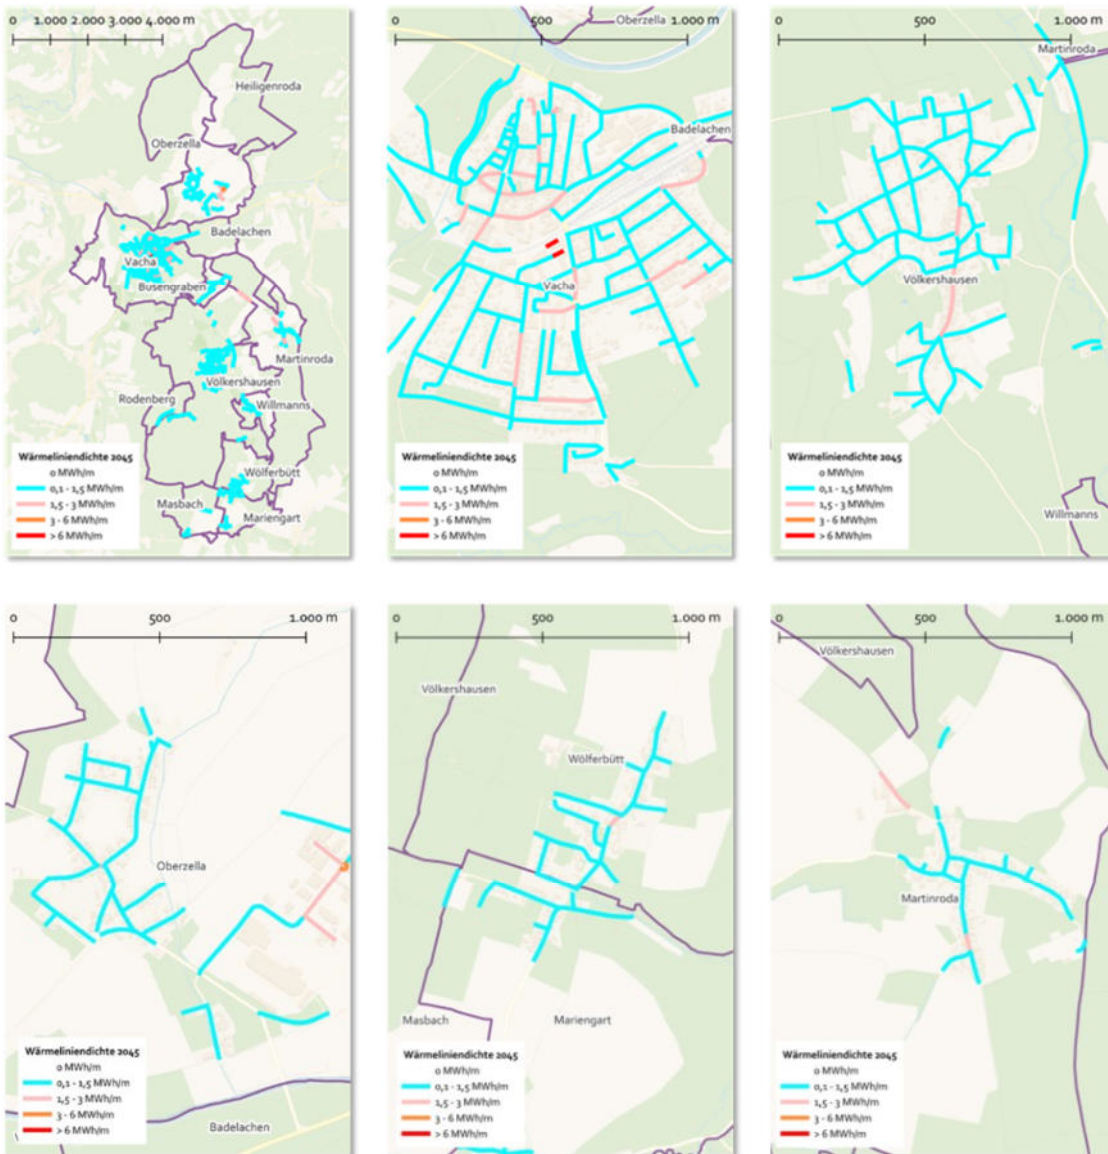 0 1.000 2.000 3.000 4.000 m
Heiligenroda
Oberzella
Badelachen
Vacha
Busengraben
Martinroda
Völkershausen
Rodenberg
Willmanns
Wölferbütt
Masbach
Mariengart
Wärmeliniendichte 2045
0 MWh/m
0,1 - 1,5 MWh/m
1,5 - 3 MWh/m
3 - 6 MWh/m
> 6 MWh/m
0 500 1.000 m
Oberzella
Badelachen
Vacha
Wärmeliniendichte 2045
0 MWh/m
0,1 - 1,5 MWh/m
1,5 - 3 MWh/m
3 - 6 MWh/m
> 6 MWh/m
0 500 1.000 m
Martinroda
Völkershausen
Willmanns
Wärmeliniendichte 2045
0 MWh/m
0,1 - 1,5 MWh/m
1,5 - 3 MWh/m
3 - 6 MWh/m
> 6 MWh/m
0 500 1.000 m
Oberzella
Badelachen
Wärmeliniendichte 2045
0 MWh/m
0,1 - 1,5 MWh/m
1,5 - 3 MWh/m
3 - 6 MWh/m
> 6 MWh/m
0 500 1.000 m
Völkershausen
Wölferbütt
Masbach
Mariengart
Wärmeliniendichte 2045
0 MWh/m
0,1 - 1,5 MWh/m
1,5 - 3 MWh/m
3 - 6 MWh/m
> 6 MWh/m
0 500 1.000 m
Völkershausen
Martinroda
Wärmeliniendichte 2045
0 MWh/m
0,1 - 1,5 MWh/m
1,5 - 3 MWh/m
3 - 6 MWh/m
> 6 MWh/m